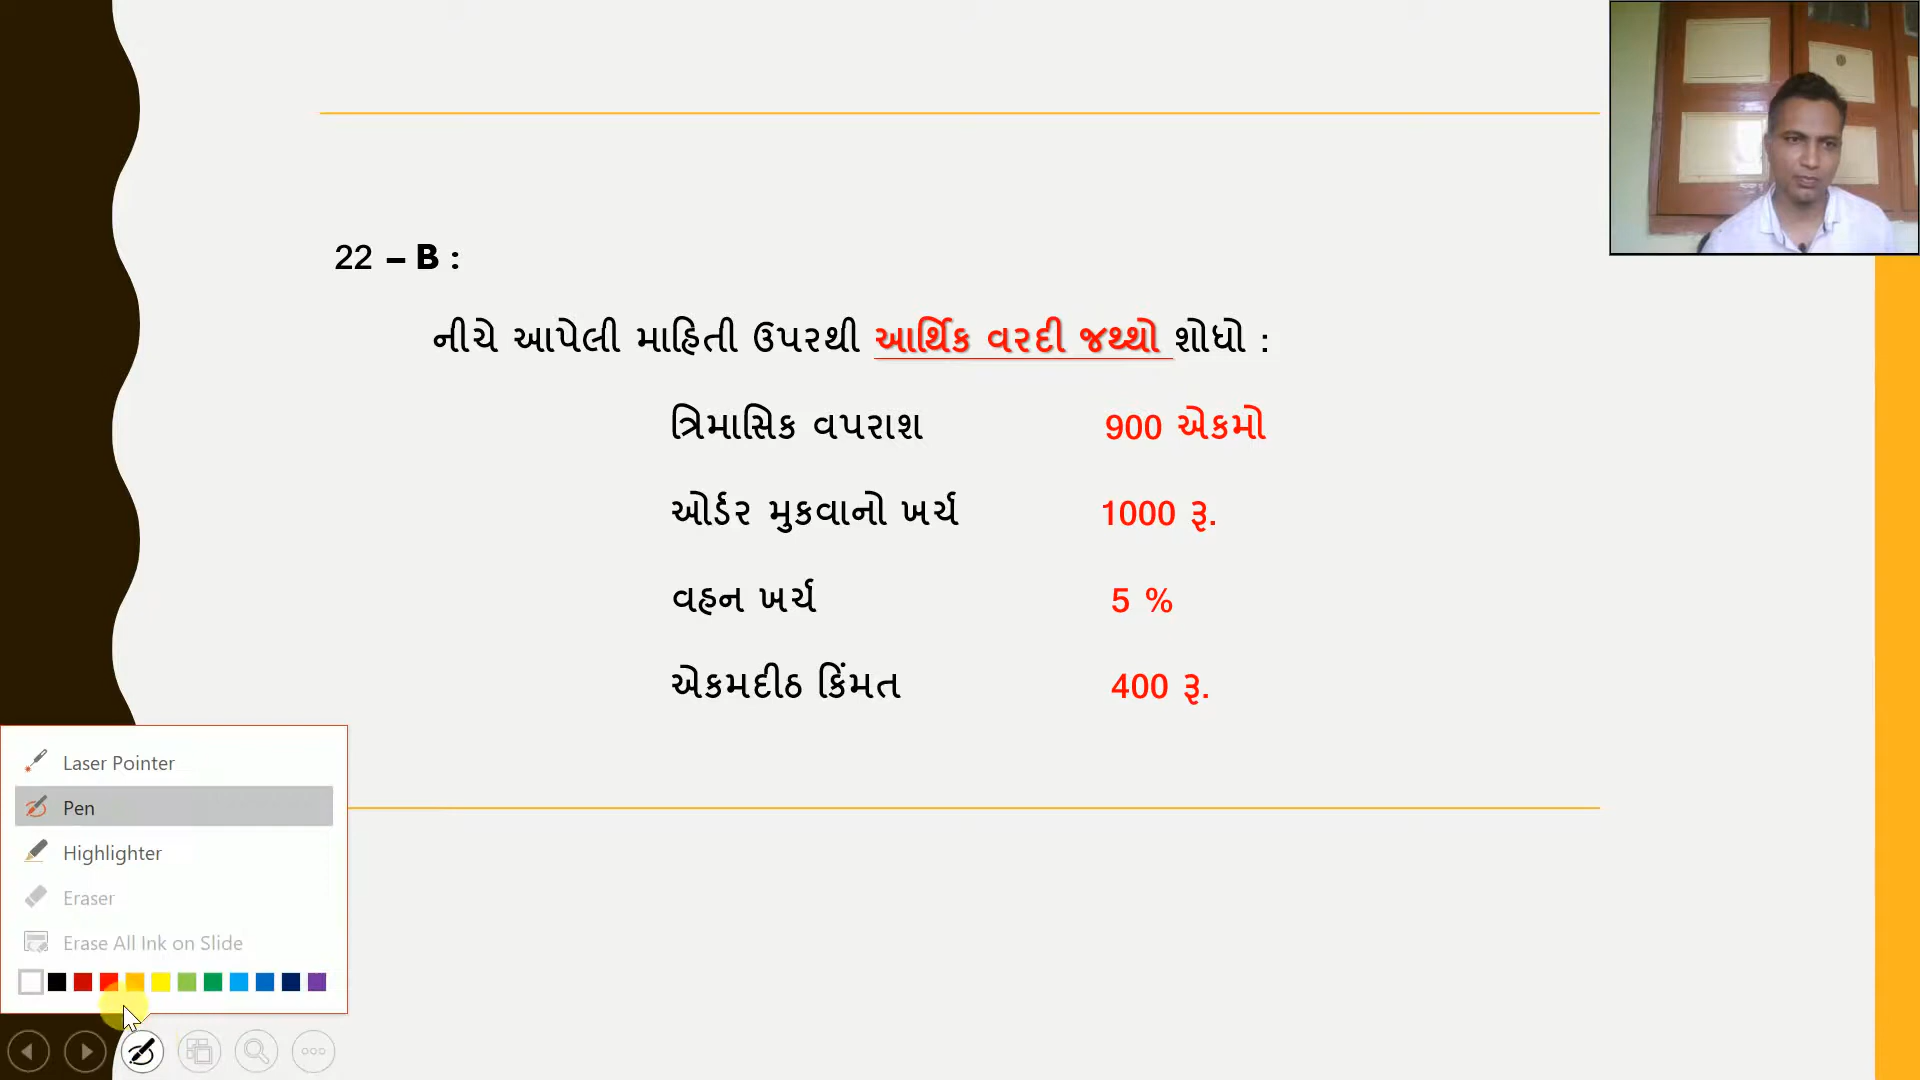 22 – B :
નીચે આપેલી માહિતી ઉપરથી આર્થિક વરદી જથ્થો શોધો :
ત્રિમાસિક વપરાશ 900 એકમો
ઓર્ડર મુકવાનો ખર્ચ 1000 રૂ.
વહન ખર્ચ 5 %
એકમદીઠ કિંમત 400 રૂ.
Laser Pointer
Pen
Highlighter
Eraser
Erase All Ink on Slide